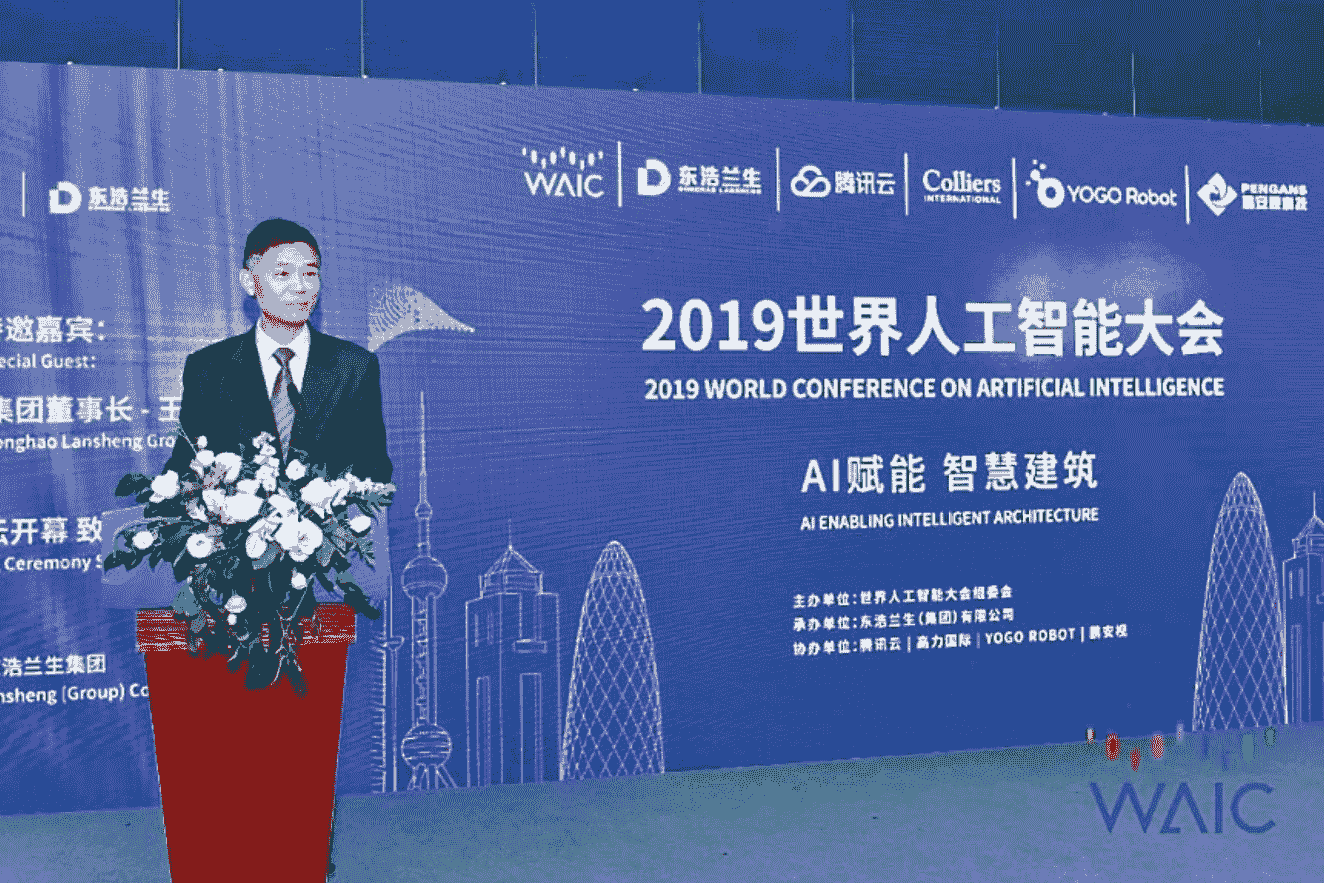 WAIC
东浩兰生
DONGHAO LANSHENG
腾讯云
Colliers
INTERNATIONAL
YOGO Robot
PENGANS
东浩兰生
2019世界人工智能大会
2019 WORLD CONFERENCE ON ARTIFICIAL INTELLIGENCE
AI赋能 智慧建筑
AI ENABLING INTELLIGENT ARCHITECTURE
主办单位:世界人工智能大会组委会
承办单位:东浩兰生(集团)有限公司
协办单位:腾讯云 | 高力国际 | YOGO ROBOT | 鹏安视
邀嘉宾:
ecial Guest:
集团董事长 - 王
onghao Lansheng Gro
开幕 致
Ceremony S
浩兰生集团
nsheng (Group) Co
WAIC